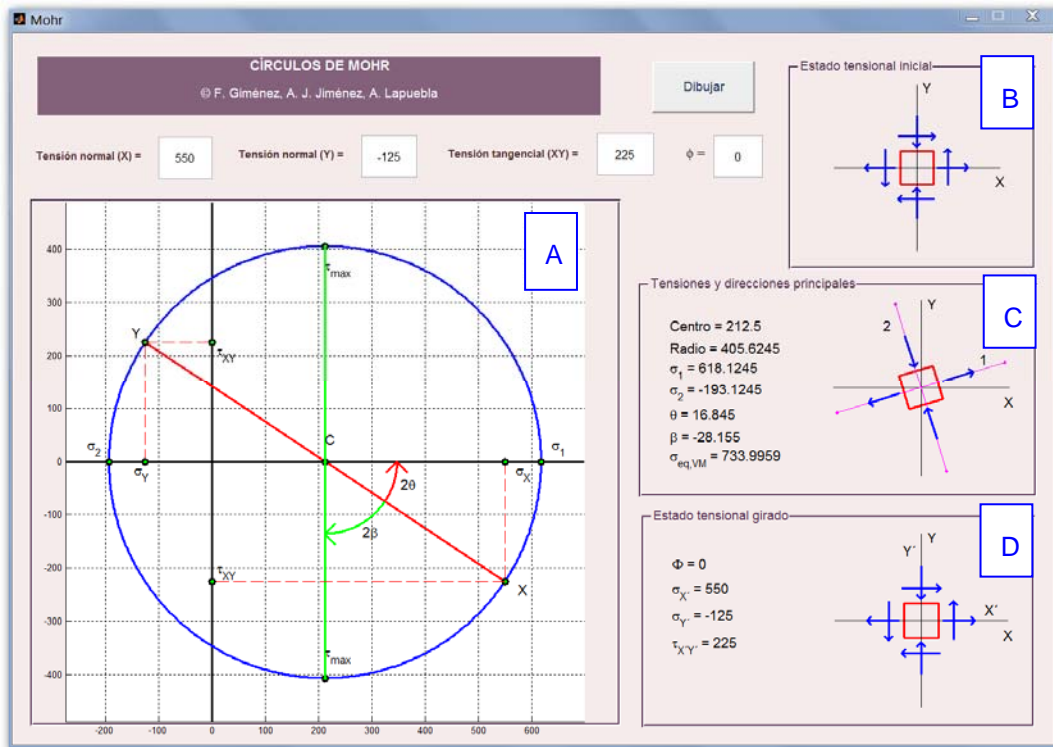 Mohr
CÍRCULOS DE MOHR
© F. Giménez, A. J. Jiménez, A. Lapuebla
Dibujar
Tensión normal (X) = 550
Tensión normal (Y) = -125
Tensión tangencial (XY) = 225
ϕ = 0
A
400
300
200
100
0
-100
-200
-300
-400
-200 -100 0 100 200 300 400 500 600
τmax
Y
τXY
C
σ2
σY
σX
σ1
2θ
2β
τXY
X
τmax
Estado tensional inicial
B
Y
X
Tensiones y direcciones principales
C
Centro = 212.5
Radio = 405.6245
σ1 = 618.1245
σ2 = -193.1245
θ = 16.845
β = -28.155
σeq,VM = 733.9959
Y
2
1
X
Estado tensional girado
D
Φ = 0
σX´ = 550
σY´ = -125
τX´Y´ = 225
Y
Y´
X´
X